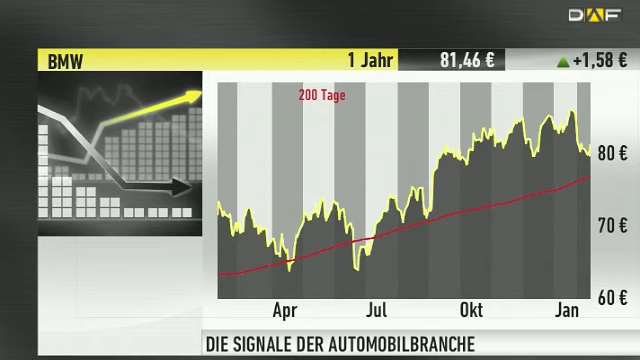 DAF
BMW 1 Jahr 81,46 € +1,58 €
200 Tage
80 €
70 €
60 €
Apr Jul Okt Jan
DIE SIGNALE DER AUTOMOBILBRANCHE